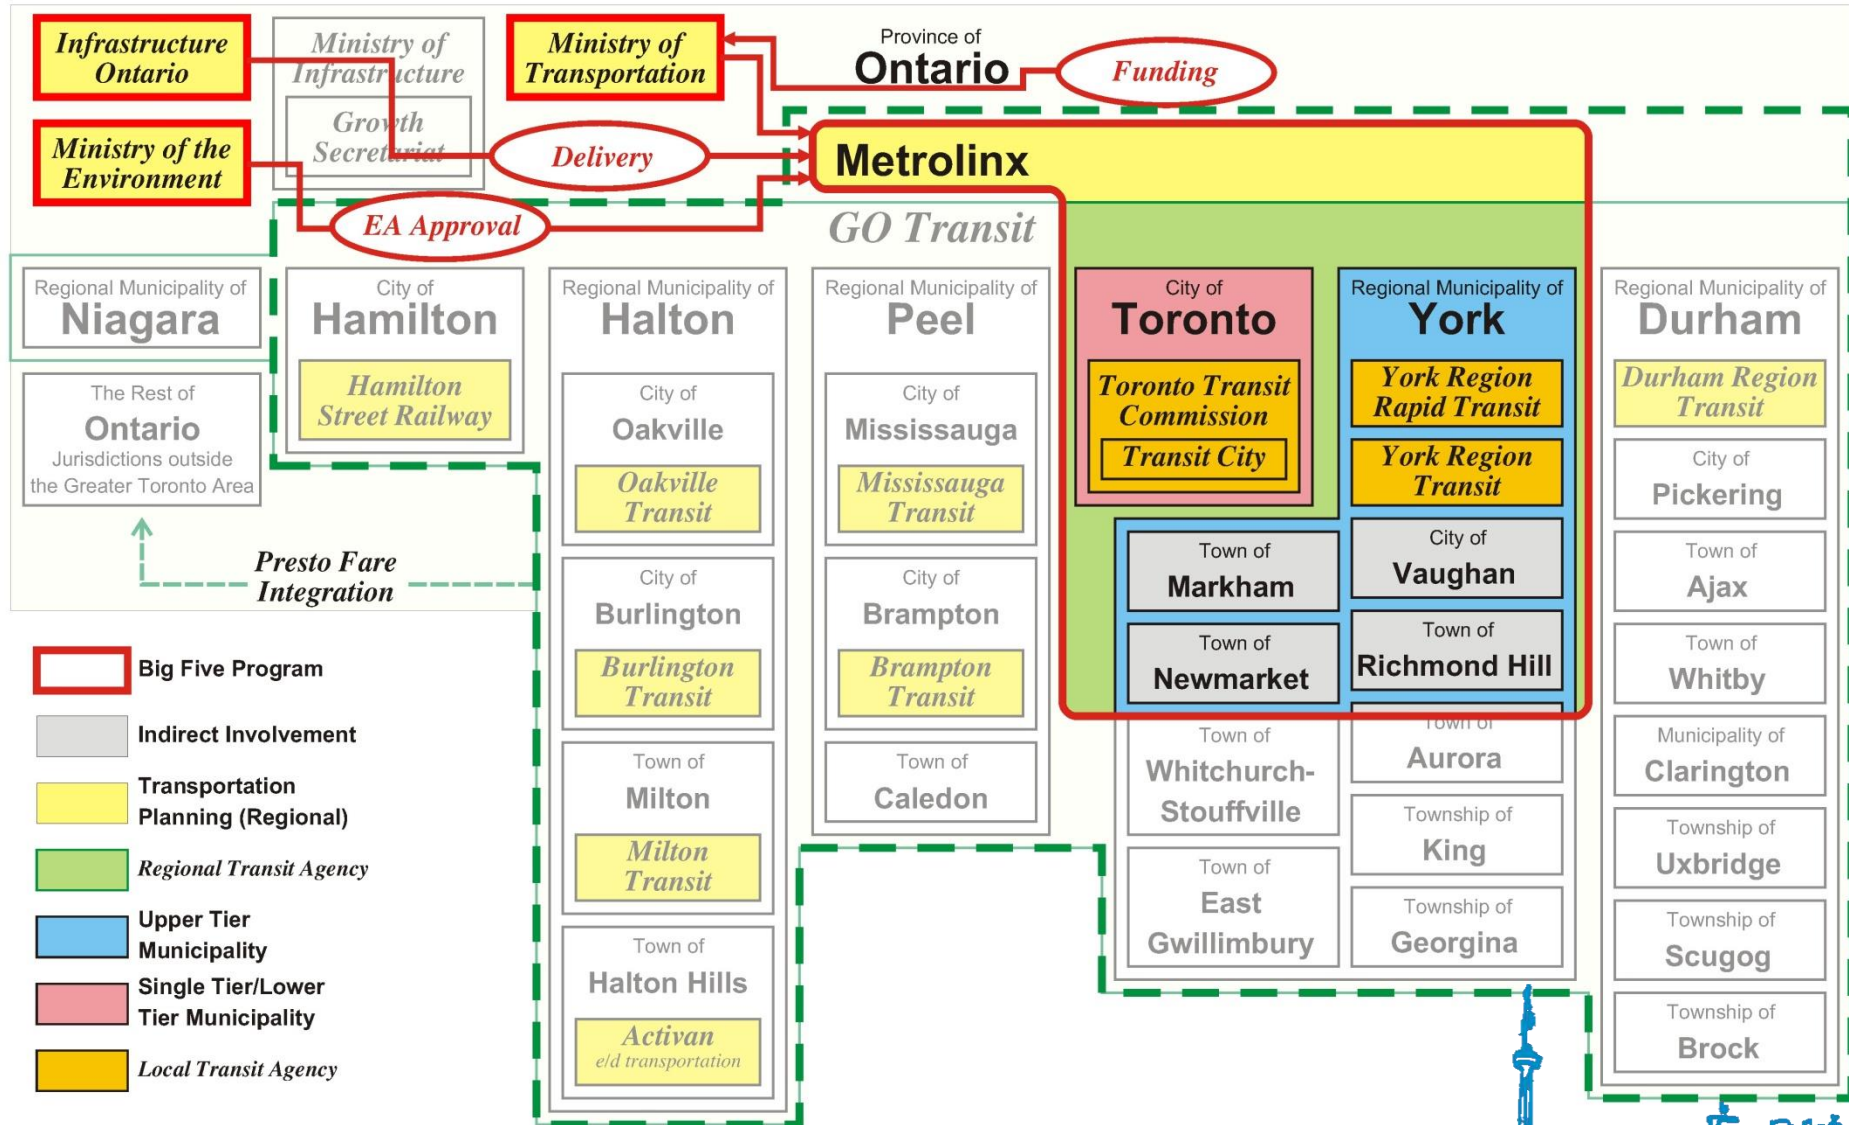 Infrastructure
Ontario
Ministry of
Infrastructure
Growth
Secretariat
Ministry of
Transportation
Province of
Ontario
Funding
Ministry of the
Environment
Delivery
EA Approval
Metrolinx
GO Transit
Regional Municipality of
Niagara
The Rest of
Ontario
Jurisdictions outside
the Greater Toronto Area
Presto Fare
Integration
City of
Hamilton
Hamilton
Street Railway
Regional Municipality of
Halton
City of
Oakville
Oakville
Transit
City of
Burlington
Burlington
Transit
Town of
Milton
Milton
Transit
Town of
Halton Hills
Activan
e/d transportation
Regional Municipality of
Peel
City of
Mississauga
Mississauga
Transit
City of
Brampton
Brampton
Transit
Town of
Caledon
City of
Toronto
Toronto Transit
Commission
Transit City
Regional Municipality of
York
York Region
Rapid Transit
York Region
Transit
Town of
Markham
City of
Vaughan
Town of
Newmarket
Town of
Richmond Hill
Town of
Whitchurch-
Stouffville
Town of
Aurora
Township of
King
Town of
East
Gwillimbury
Township of
Georgina
Regional Municipality of
Durham
Durham Region
Transit
City of
Pickering
Town of
Ajax
Town of
Whitby
Municipality of
Clarington
Township of
Uxbridge
Township of
Scugog
Township of
Brock
Big Five Program
Indirect Involvement
Transportation
Planning (Regional)
Regional Transit Agency
Upper Tier
Municipality
Single Tier/Lower
Tier Municipality
Local Transit Agency